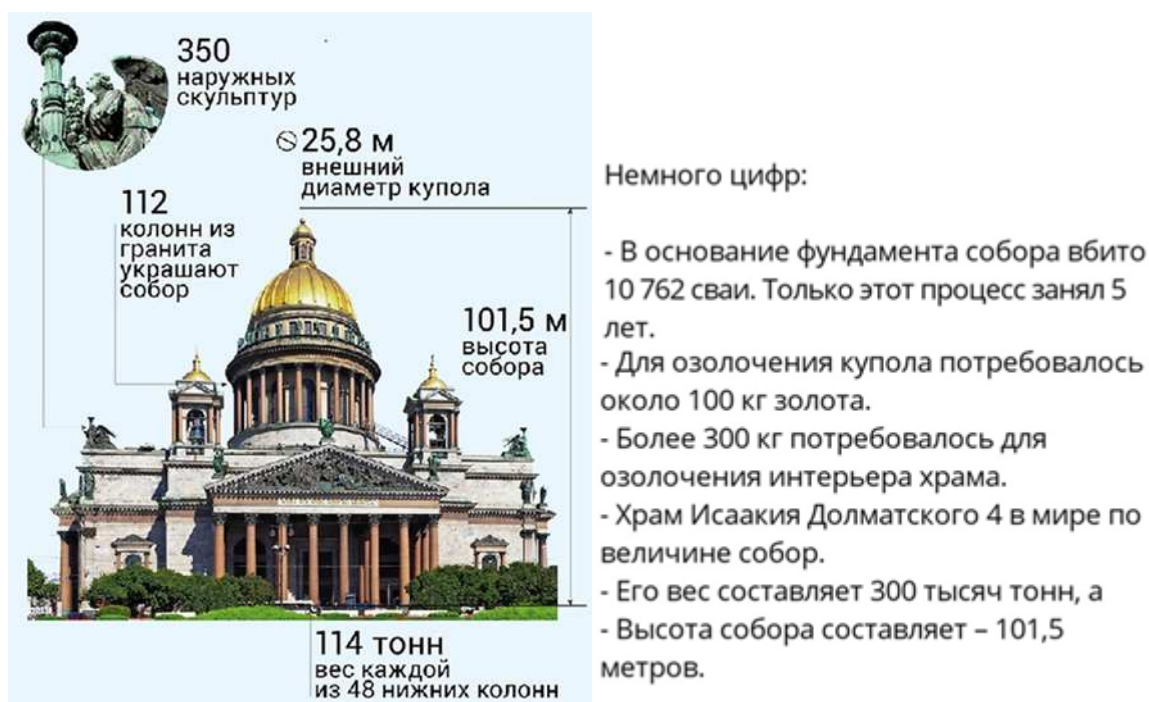 350
наружных
скульптур
25,8 м
внешний
диаметр купола
112
колонн из
гранита
украшают
собор
101,5 м
высота
собора
114 тонн
вес каждой
из 48 нижних колонн
Немного цифр:
- В основание фундамента собора вбито
10 762 сваи. Только этот процесс занял 5
лет.
- Для озолочения купола потребовалось
около 100 кг золота.
- Более 300 кг потребовалось для
озолочения интерьера храма.
- Храм Исаакия Долматского 4 в мире по
величине собор.
- Его вес составляет 300 тысяч тонн, а
- Высота собора составляет – 101,5
метров.